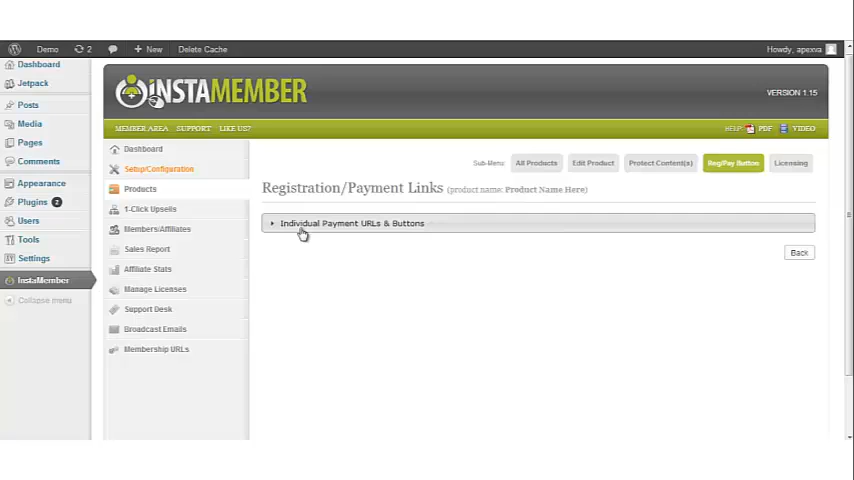 Demo 2 + New Delete Cache Howdy, apexva
Dashboard
Jetpack
Posts
Media
Pages
Comments
Appearance
Plugins 2
Users
Tools
Settings
InstaMember
Collapse menu
INSTAMEMBER
VERSION 1.15
MEMBER AREA SUPPORT LIKE US? HELP: PDF VIDEO
Dashboard
Setup/Configuration
Products
1-Click Upsells
Members/Affiliates
Sales Report
Affiliate Stats
Manage Licenses
Support Desk
Broadcast Emails
Membership URLs
Sub-Menu: All Products Edit Product Protect Content(s) Reg/Pay Button Licensing
Registration/Payment Links (product name: Product Name Here)
Individual Payment URLs & Buttons
Back